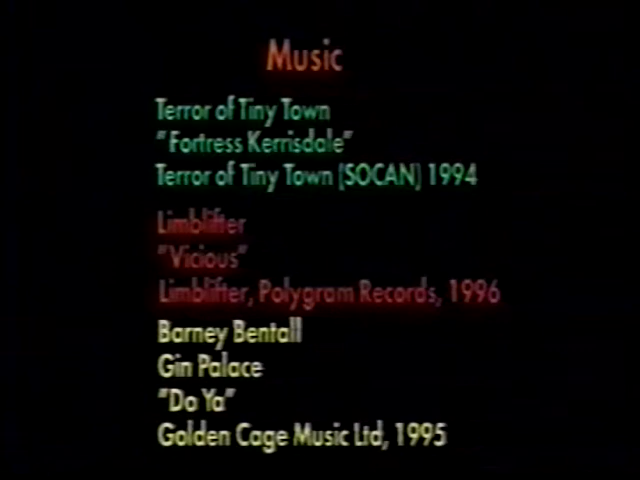 Music
Terror of Tiny Town
"Fortress Kerrisdale"
Terror of Tiny Town (SOCAN) 1994
Limblifter
"Vicious"
Limblifter, Polygram Records, 1996
Barney Bentall
Gin Palace
"Do Ya"
Golden Cage Music Ltd, 1995